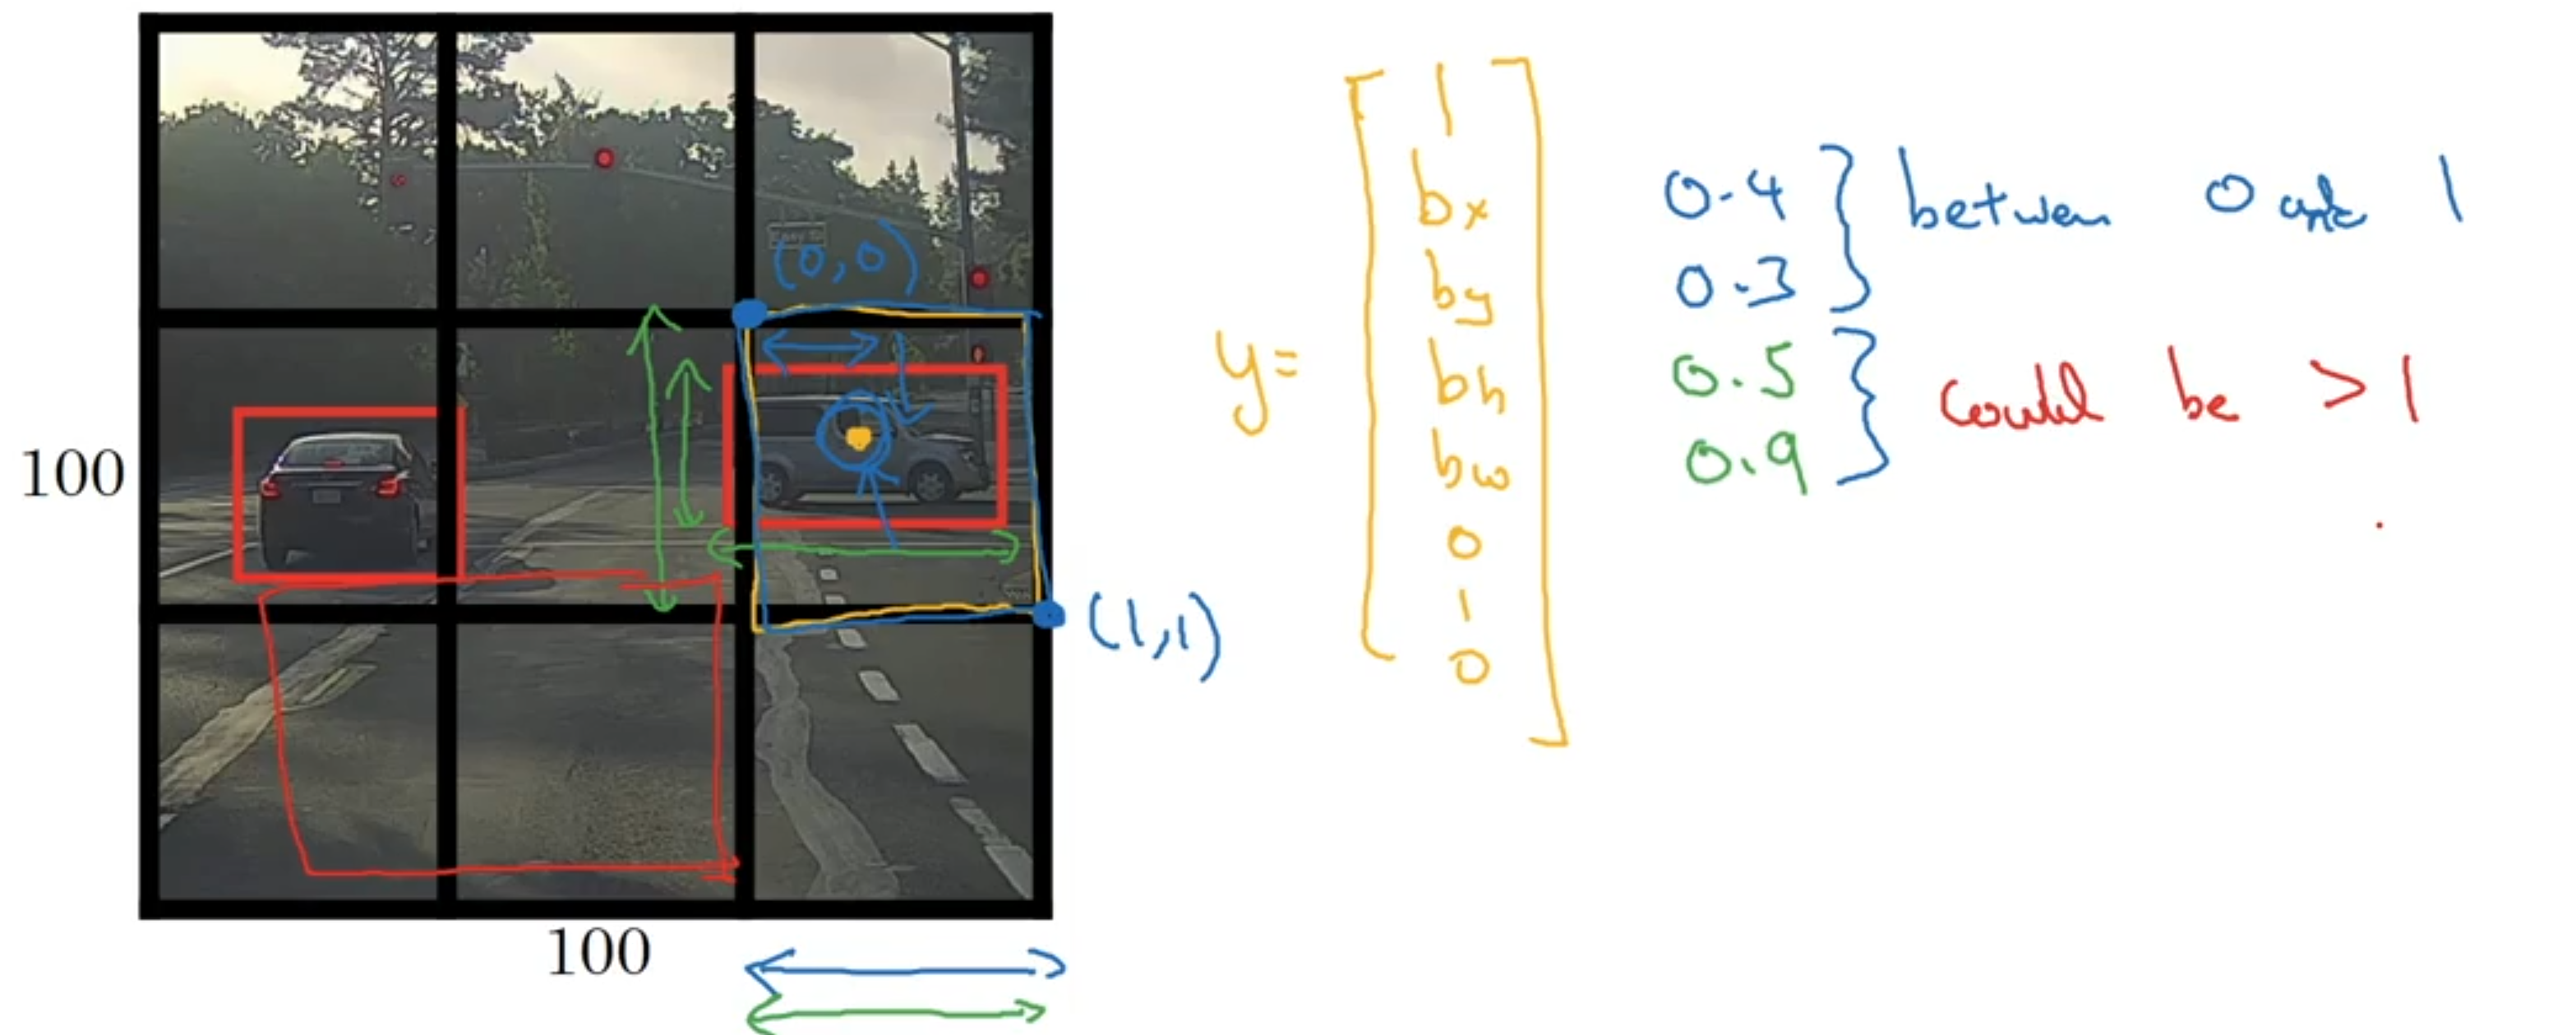 (0,0)
100
(1,1)
100
y=
1
bx 0.4
by 0.3
between 0 and 1
bh 0.5
bw 0.9
could be > 1
0
1
0